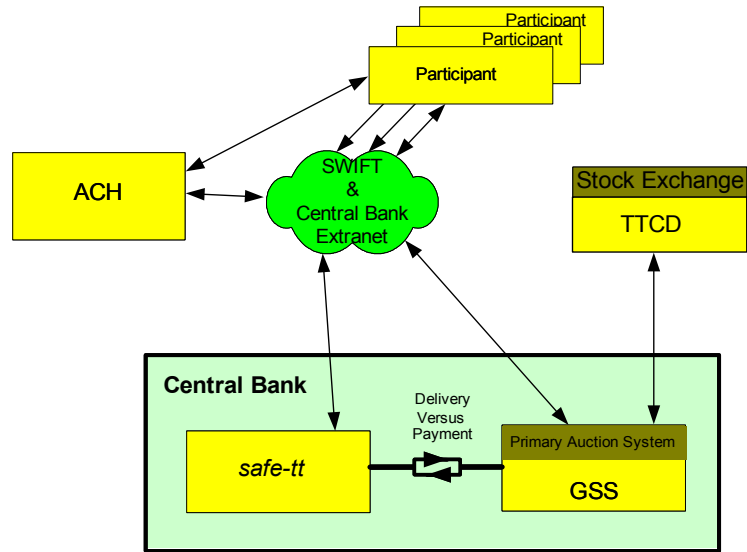 Participant
Participant
Participant
ACH
SWIFT
&
Central Bank
Extranet
Stock Exchange
TTCD
Central Bank
Delivery
Versus
Payment
safe-tt
Primary Auction System
GSS